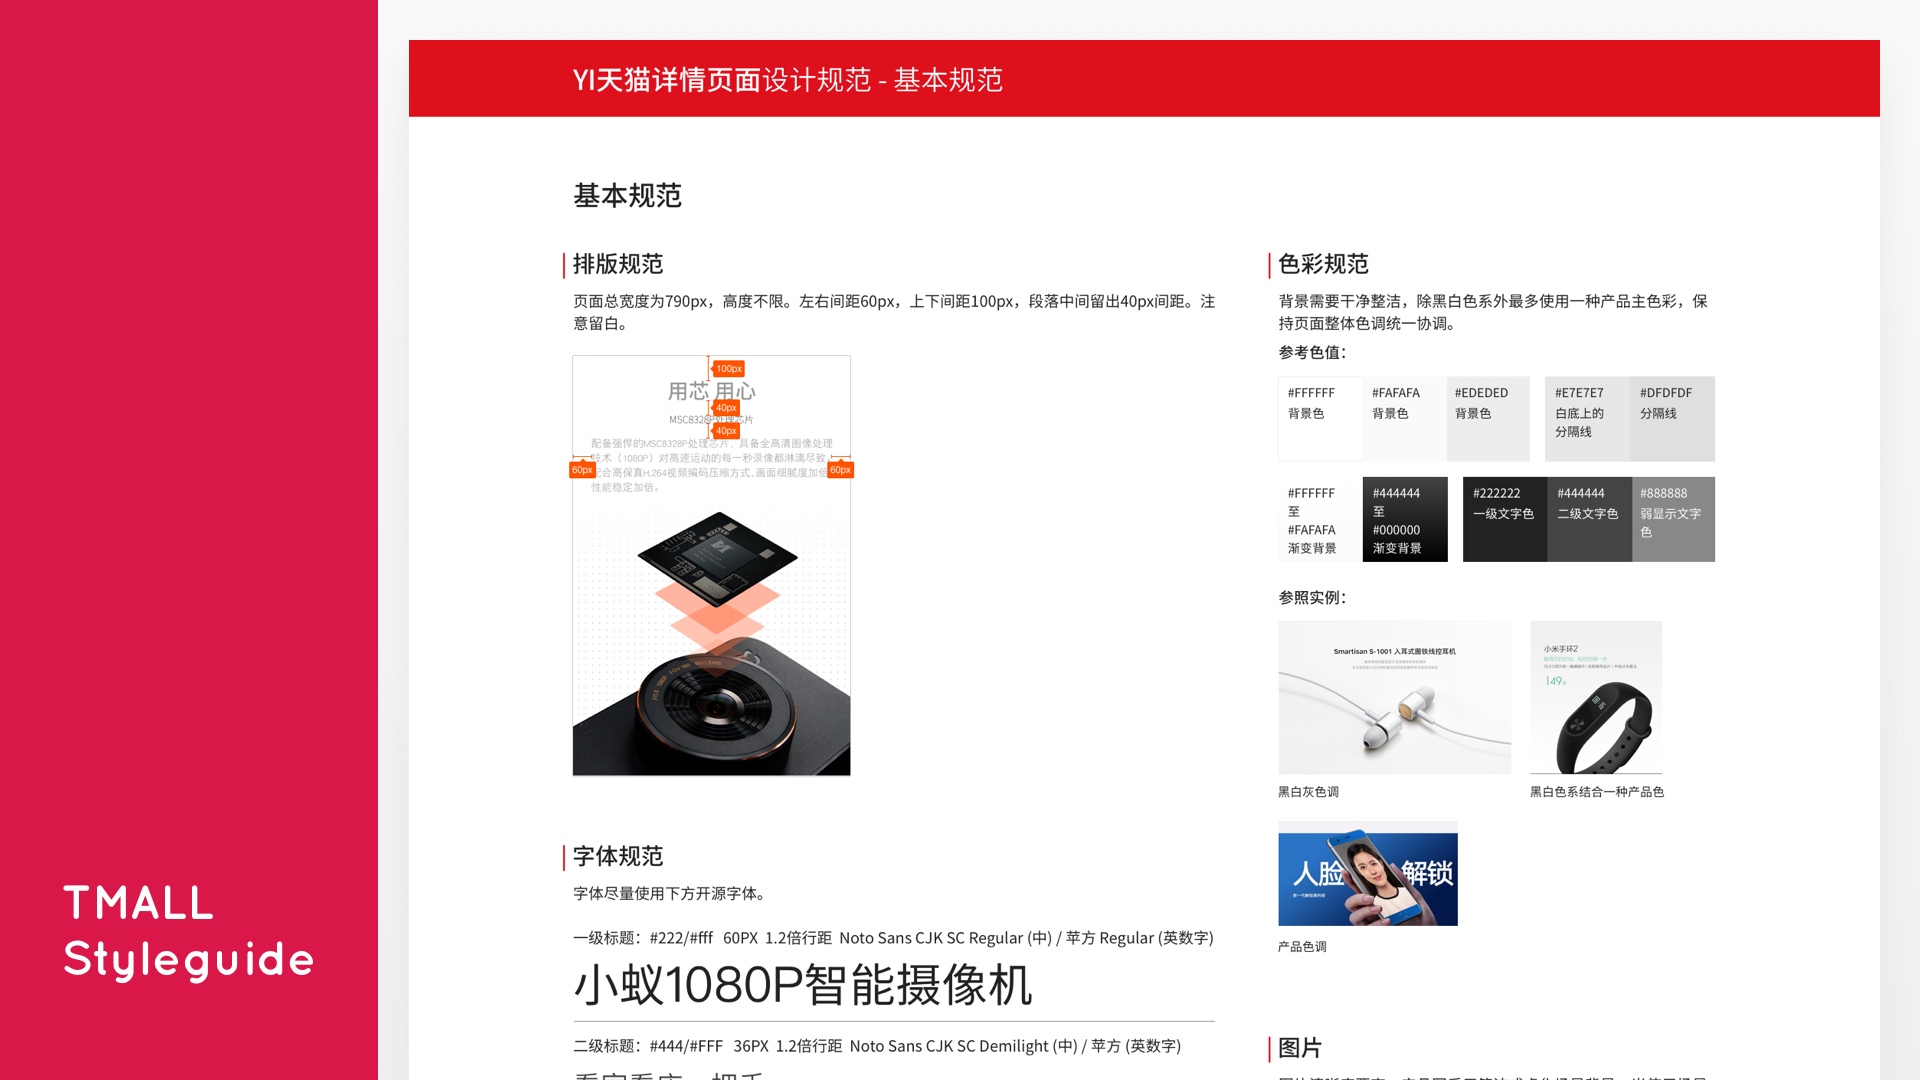 TMALL
Styleguide
YI天猫详情页面设计规范 - 基本规范
基本规范
排版规范
页面总宽度为790px，高度不限。左右间距60px，上下间距100px，段落中间留出40px间距。注
意留白。
100px
用芯 用心
40px
MSC8328P处理芯片
40px
配备强悍的MSC8328P处理芯片，具备全高清图像处理
技术（1080P）对高速运动的每一秒录像都淋漓尽致，
60px
配合高保真H.264视频编码压缩方式,画面细腻度加倍
60px
性能稳定加倍。
字体规范
字体尽量使用下方开源字体。
一级标题：#222/#fff 60PX 1.2倍行距 Noto Sans CJK SC Regular (中) / 苹方 Regular (英数字)
小蚁1080P智能摄像机
二级标题：#444/#FFF 36PX 1.2倍行距 Noto Sans CJK SC Demilight (中) / 苹方 (英数字)
色彩规范
背景需要干净整洁，除黑白色系外最多使用一种产品主色彩，保
持页面整体色调统一协调。
参考色值：
#FFFFFF
背景色
#FAFAFA
背景色
#EDEDED
背景色
#E7E7E7
白底上的
分隔线
#DFDFDF
分隔线
#FFFFFF
至
#FAFAFA
渐变背景
#444444
至
#000000
渐变背景
#222222
一级文字色
#444444
二级文字色
#888888
弱显示文字
色
参照实例：
Smartisan S-1001 入耳式圈铁线控耳机
黑白灰色调
小米手环2
149元
黑白色系结合一种产品色
人脸 解锁
产品色调
图片